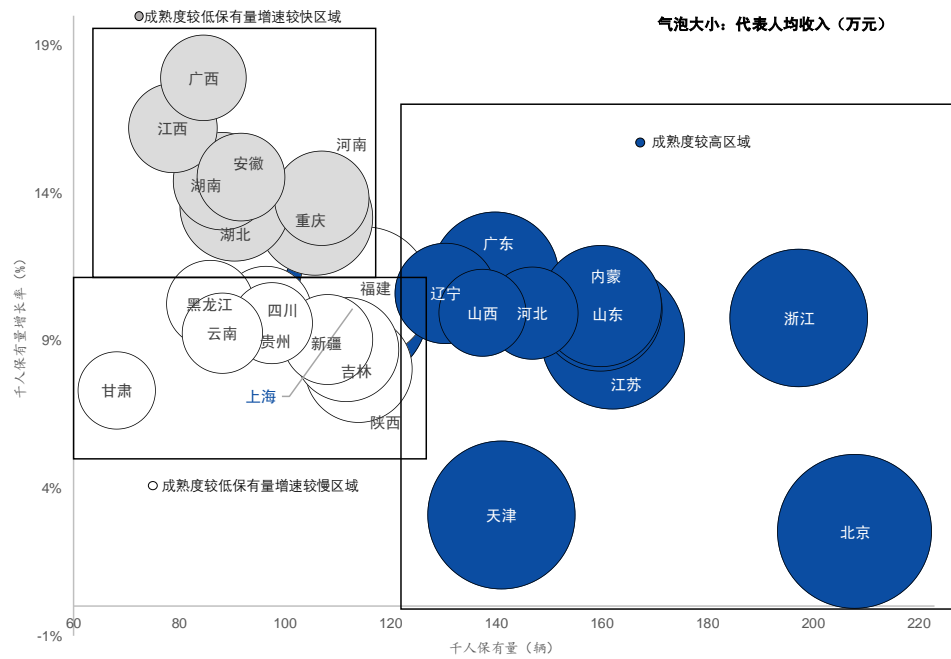 成熟度较低保有量增速较快区域
气泡大小：代表人均收入（万元）
19%
广西
江西
成熟度较高区域
河南
安徽
湖南
14%
重庆
湖北
广东
内蒙
福建
辽宁
黑龙江
四川
山西
河北
山东
浙江
云南
贵州
新疆
9%
吉林
江苏
甘肃
上海
陕西
成熟度较低保有量增速较慢区域
4%
天津
北京
-1%
60
80
100
120
140
160
180
200
220
千人保有量增长率（%）
千人保有量（辆）